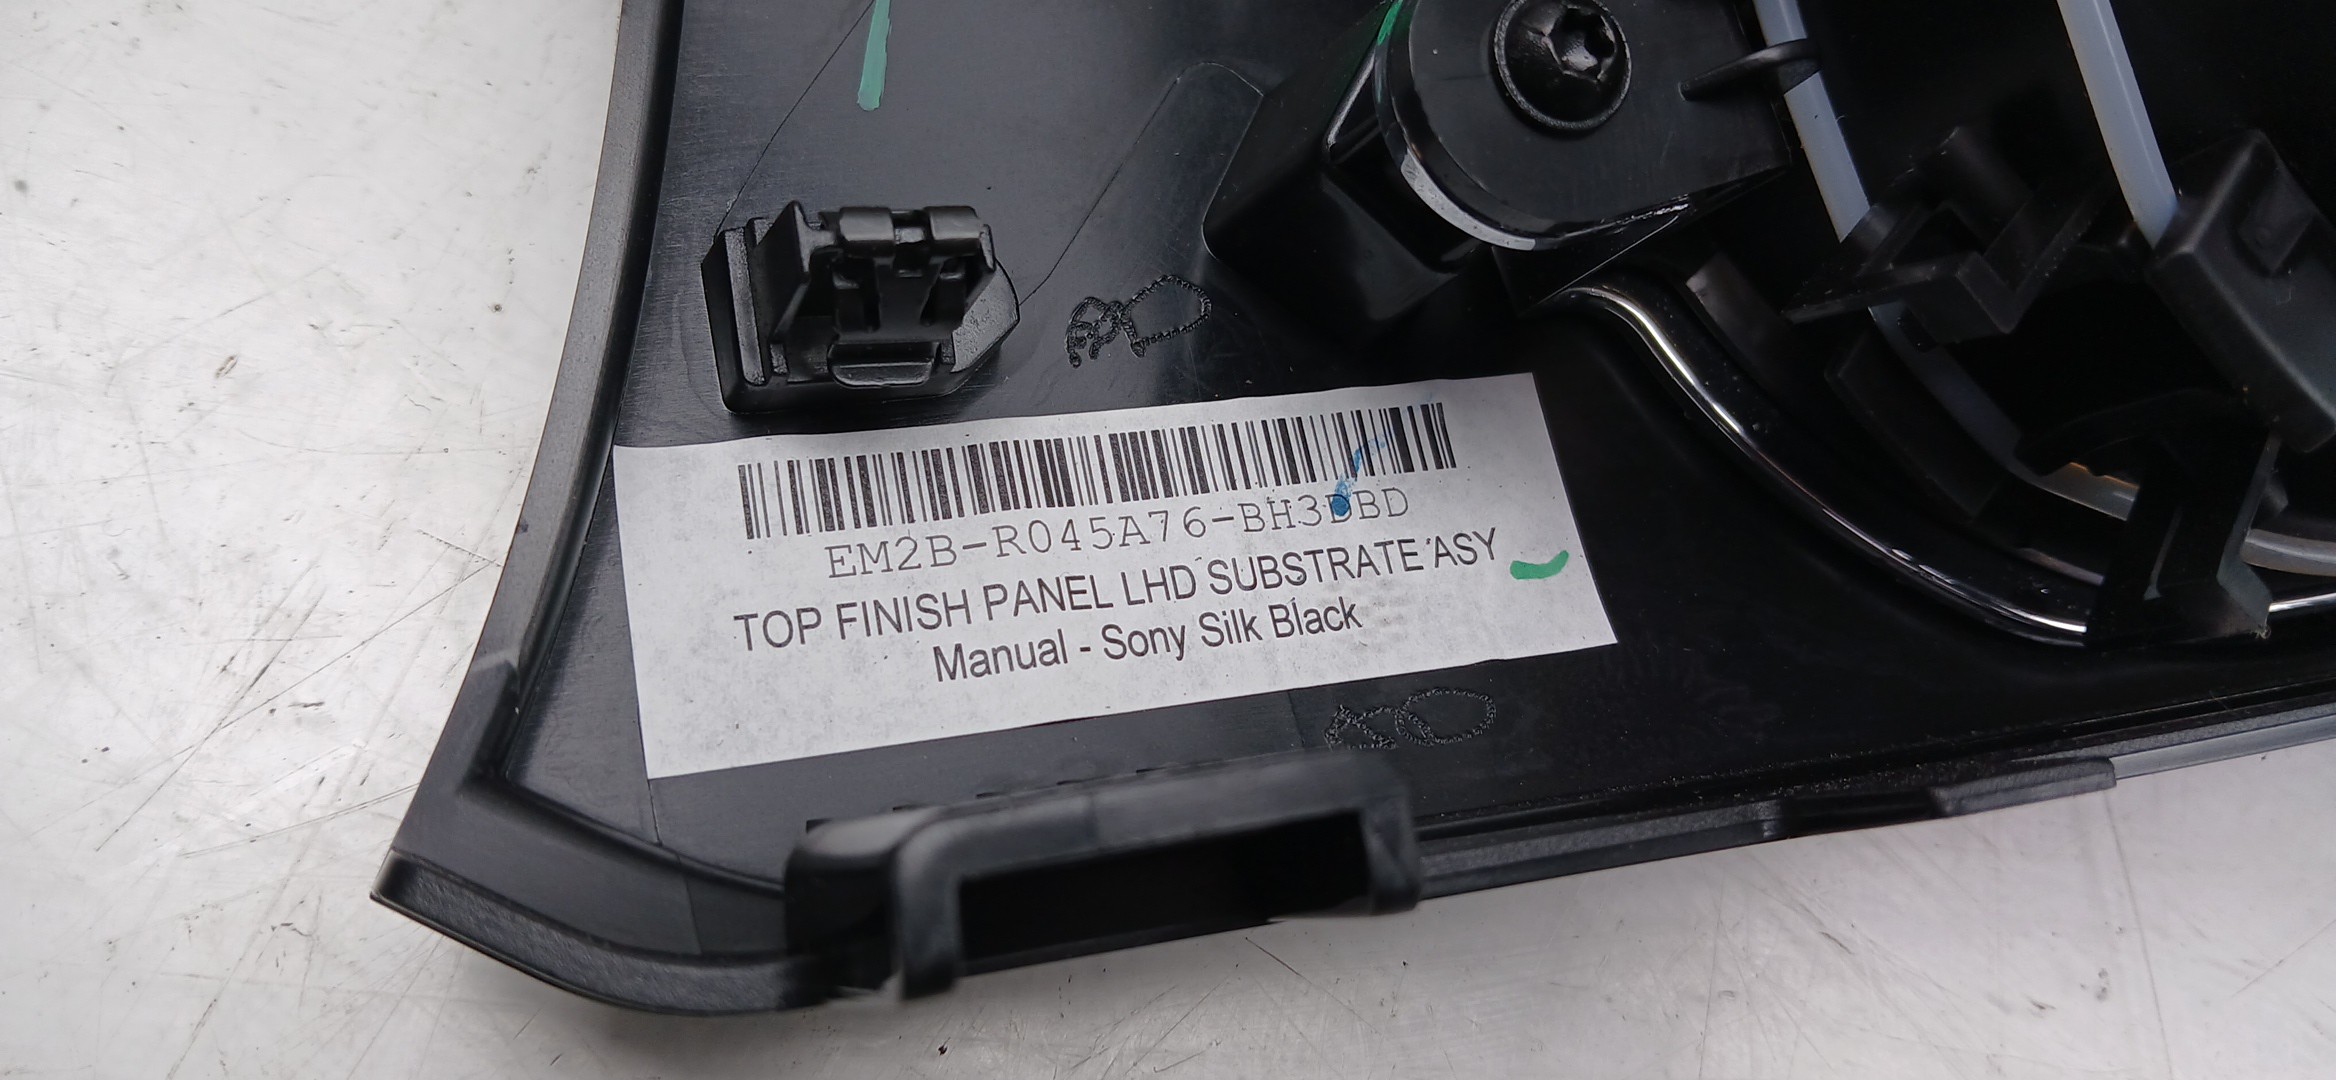 EM2B-R045A76-BH3DBD
TOP FINISH PANEL LHD SUBSTRATE ASY
Manual - Sony Silk Black